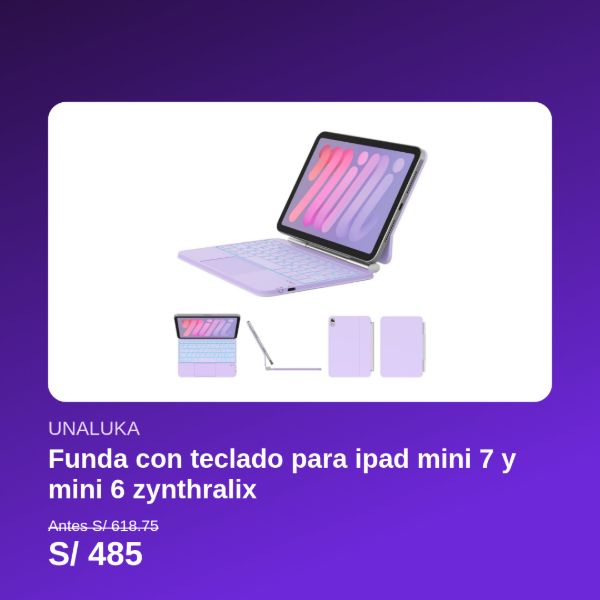 UNALUKA
Funda con teclado para ipad mini 7 y
mini 6 zynthralix
Antes S/ 618.75
S/ 485